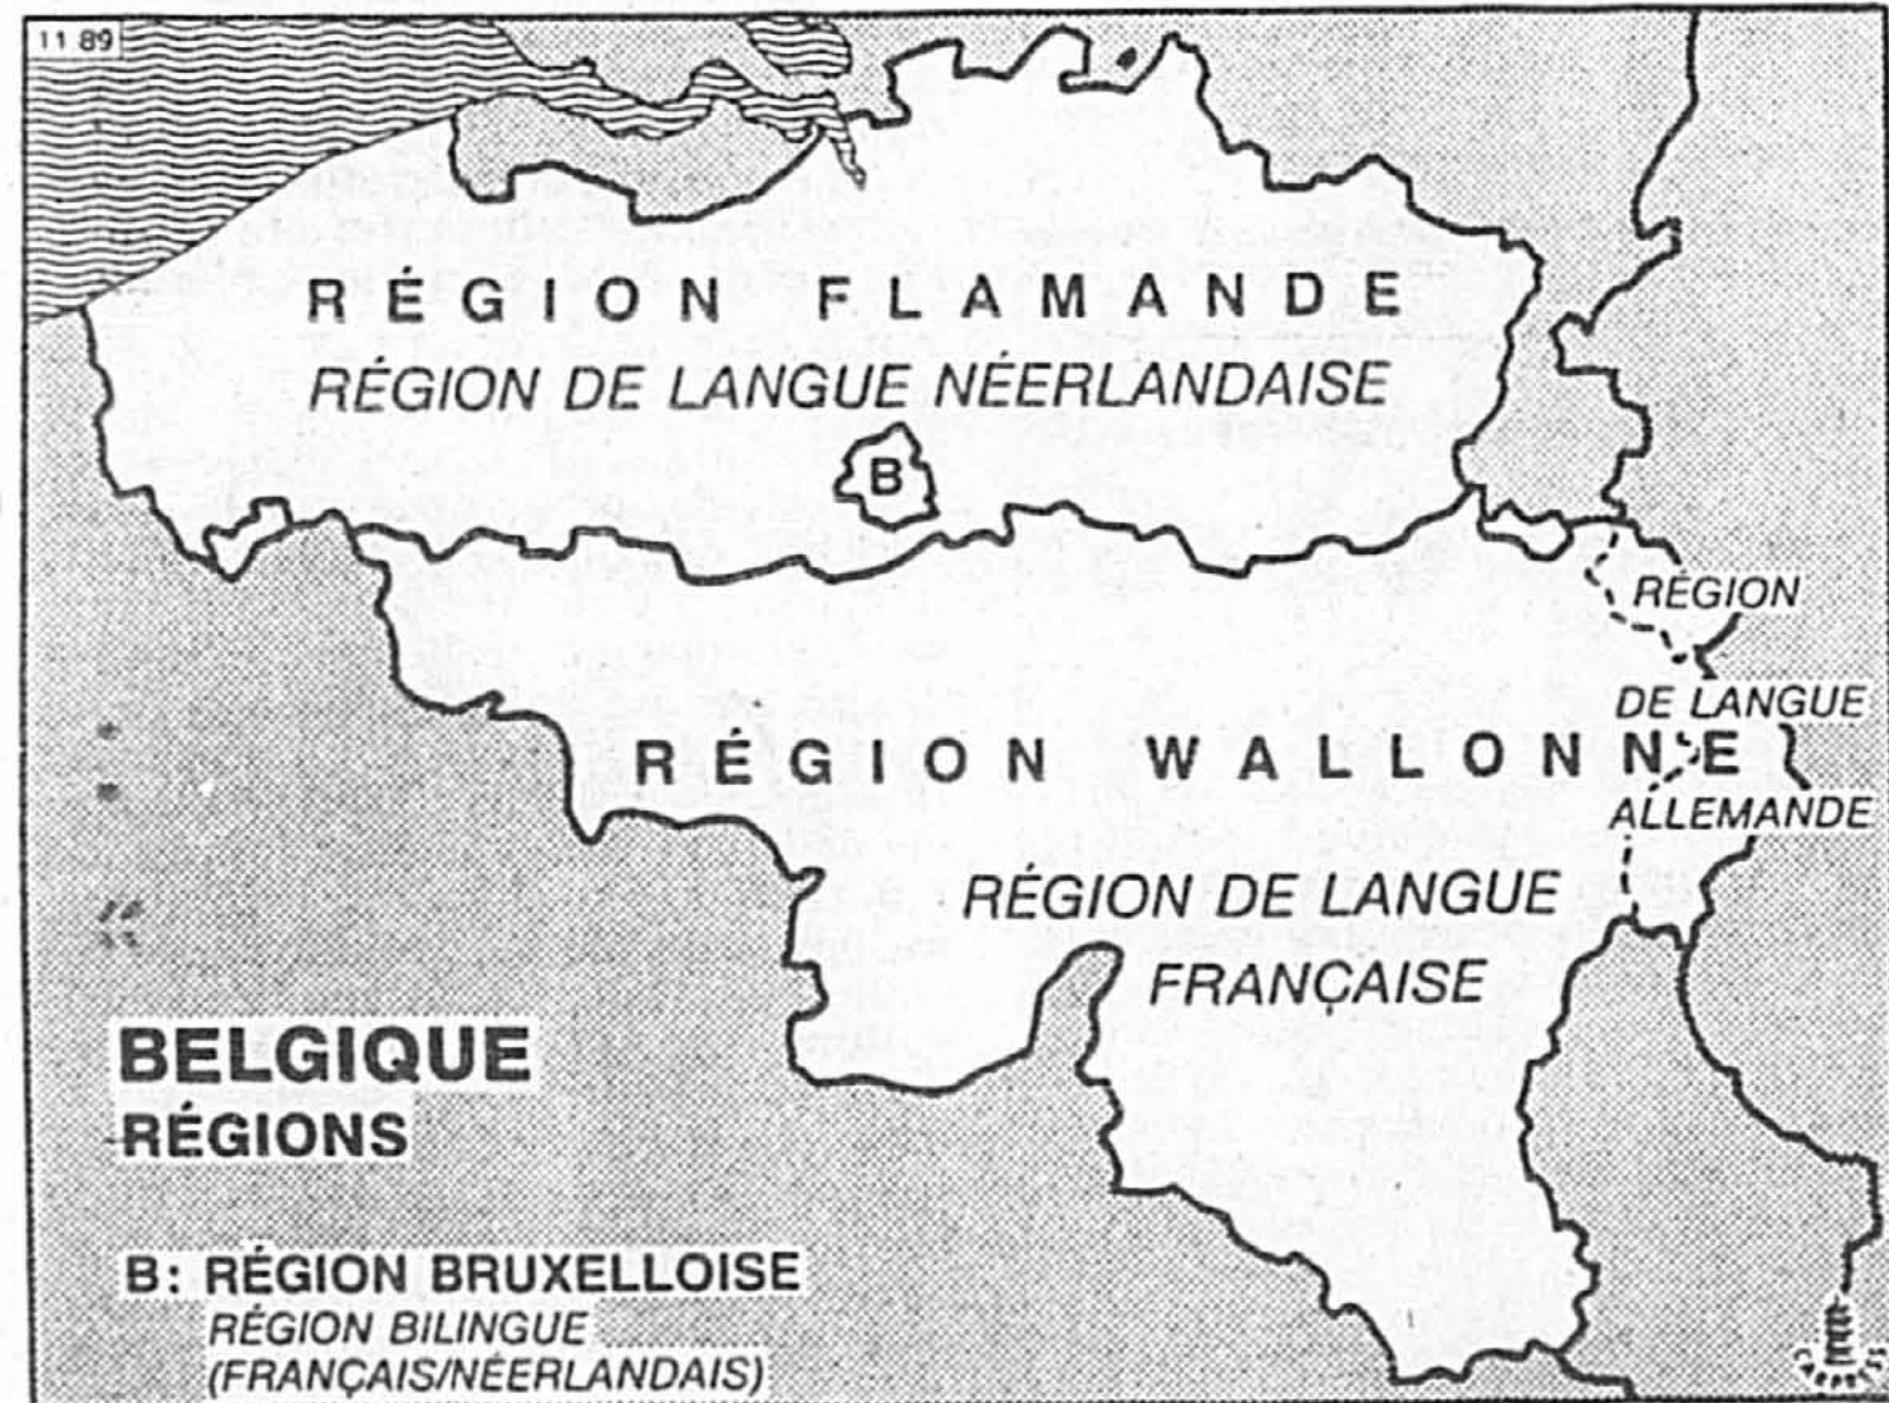 11 89
RÉGION FLAMANDE
RÉGION DE LANGUE NÉERLANDAISE
B
RÉGION
DE LANGUE
RÉGION WALLONNE
ALLEMANDE
RÉGION DE LANGUE
FRANÇAISE
BELGIQUE
RÉGIONS
B: RÉGION BRUXELLOISE
RÉGION BILINGUE
(FRANÇAIS/NÉERLANDAIS)